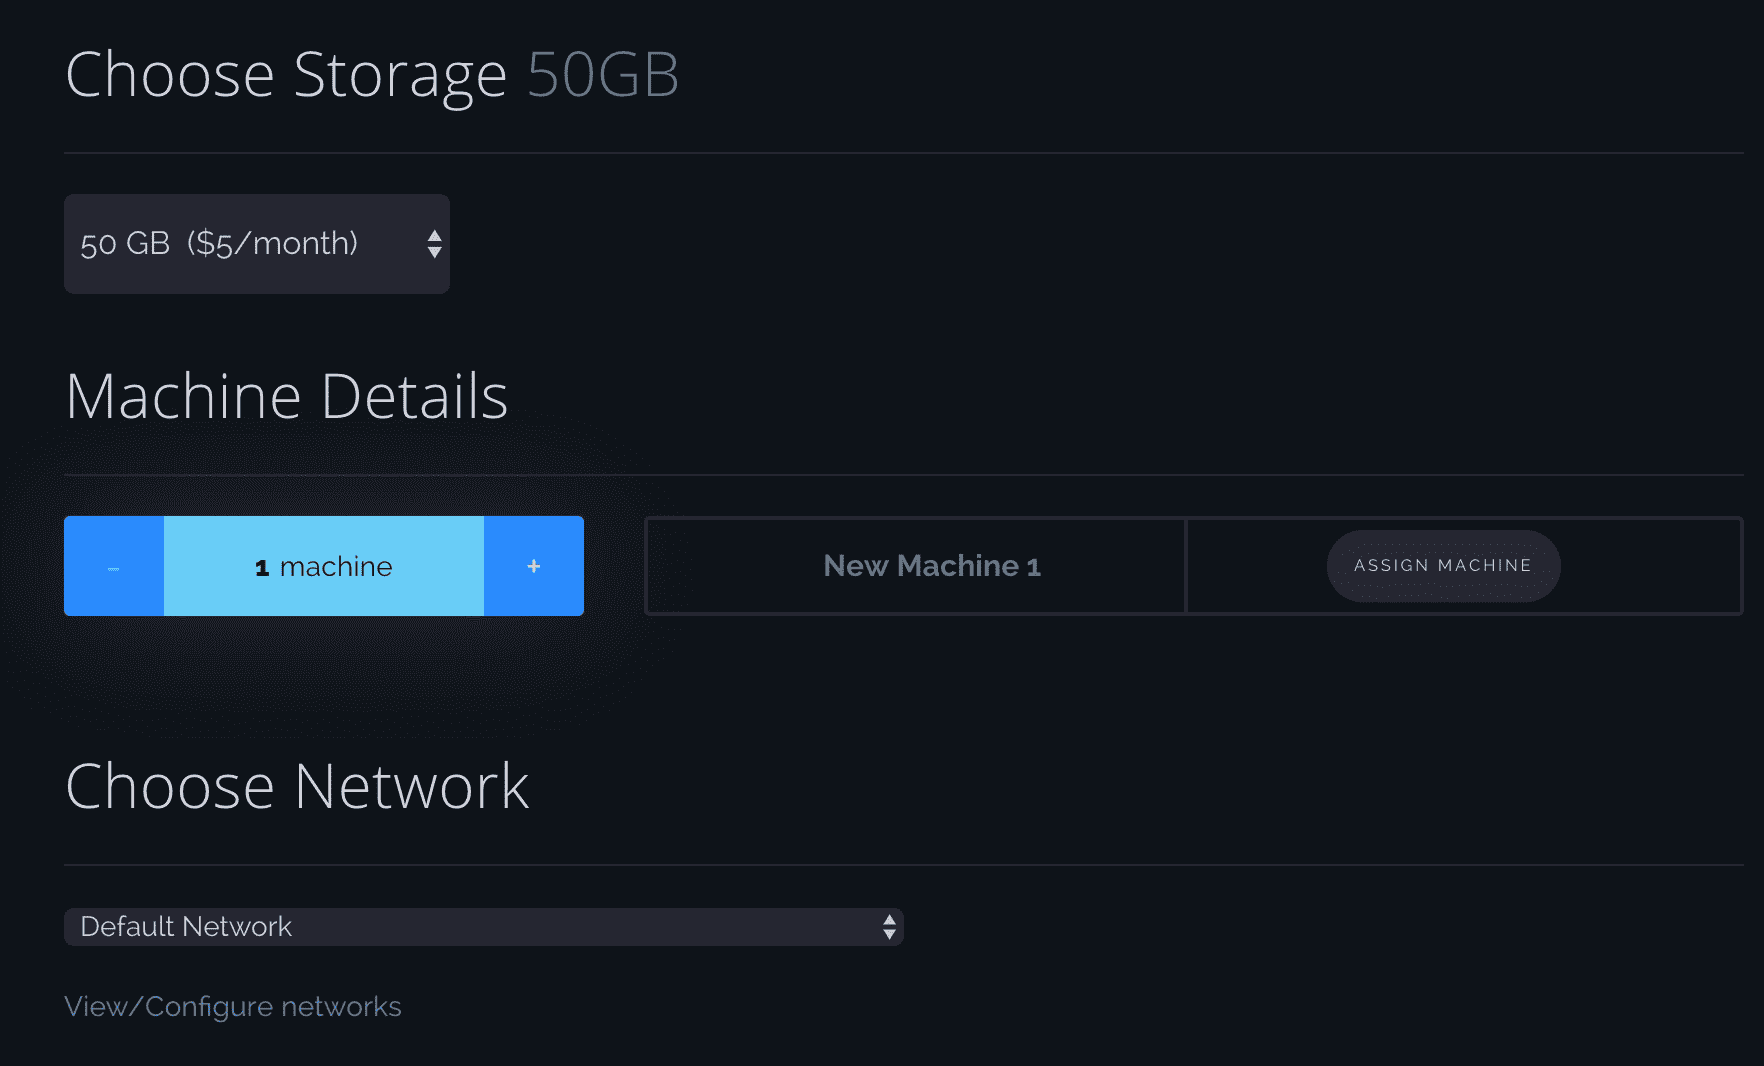 Choose Storage 50GB
50 GB ($5/month)
Machine Details
- 1 machine +
New Machine 1
ASSIGN MACHINE
Choose Network
Default Network
View/Configure networks